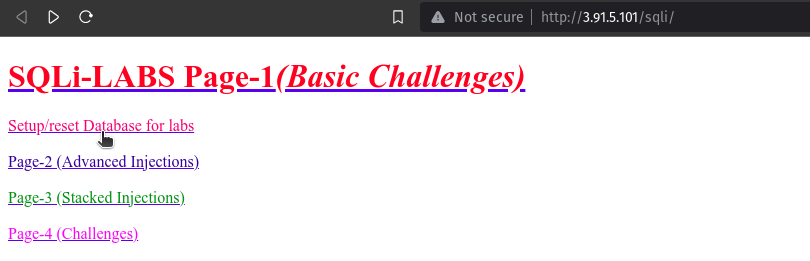 Not secure http://3.91.5.101/sqli/
SQLi-LABS Page-1(Basic Challenges)
Setup/reset Database for labs
Page-2 (Advanced Injections)
Page-3 (Stacked Injections)
Page-4 (Challenges)